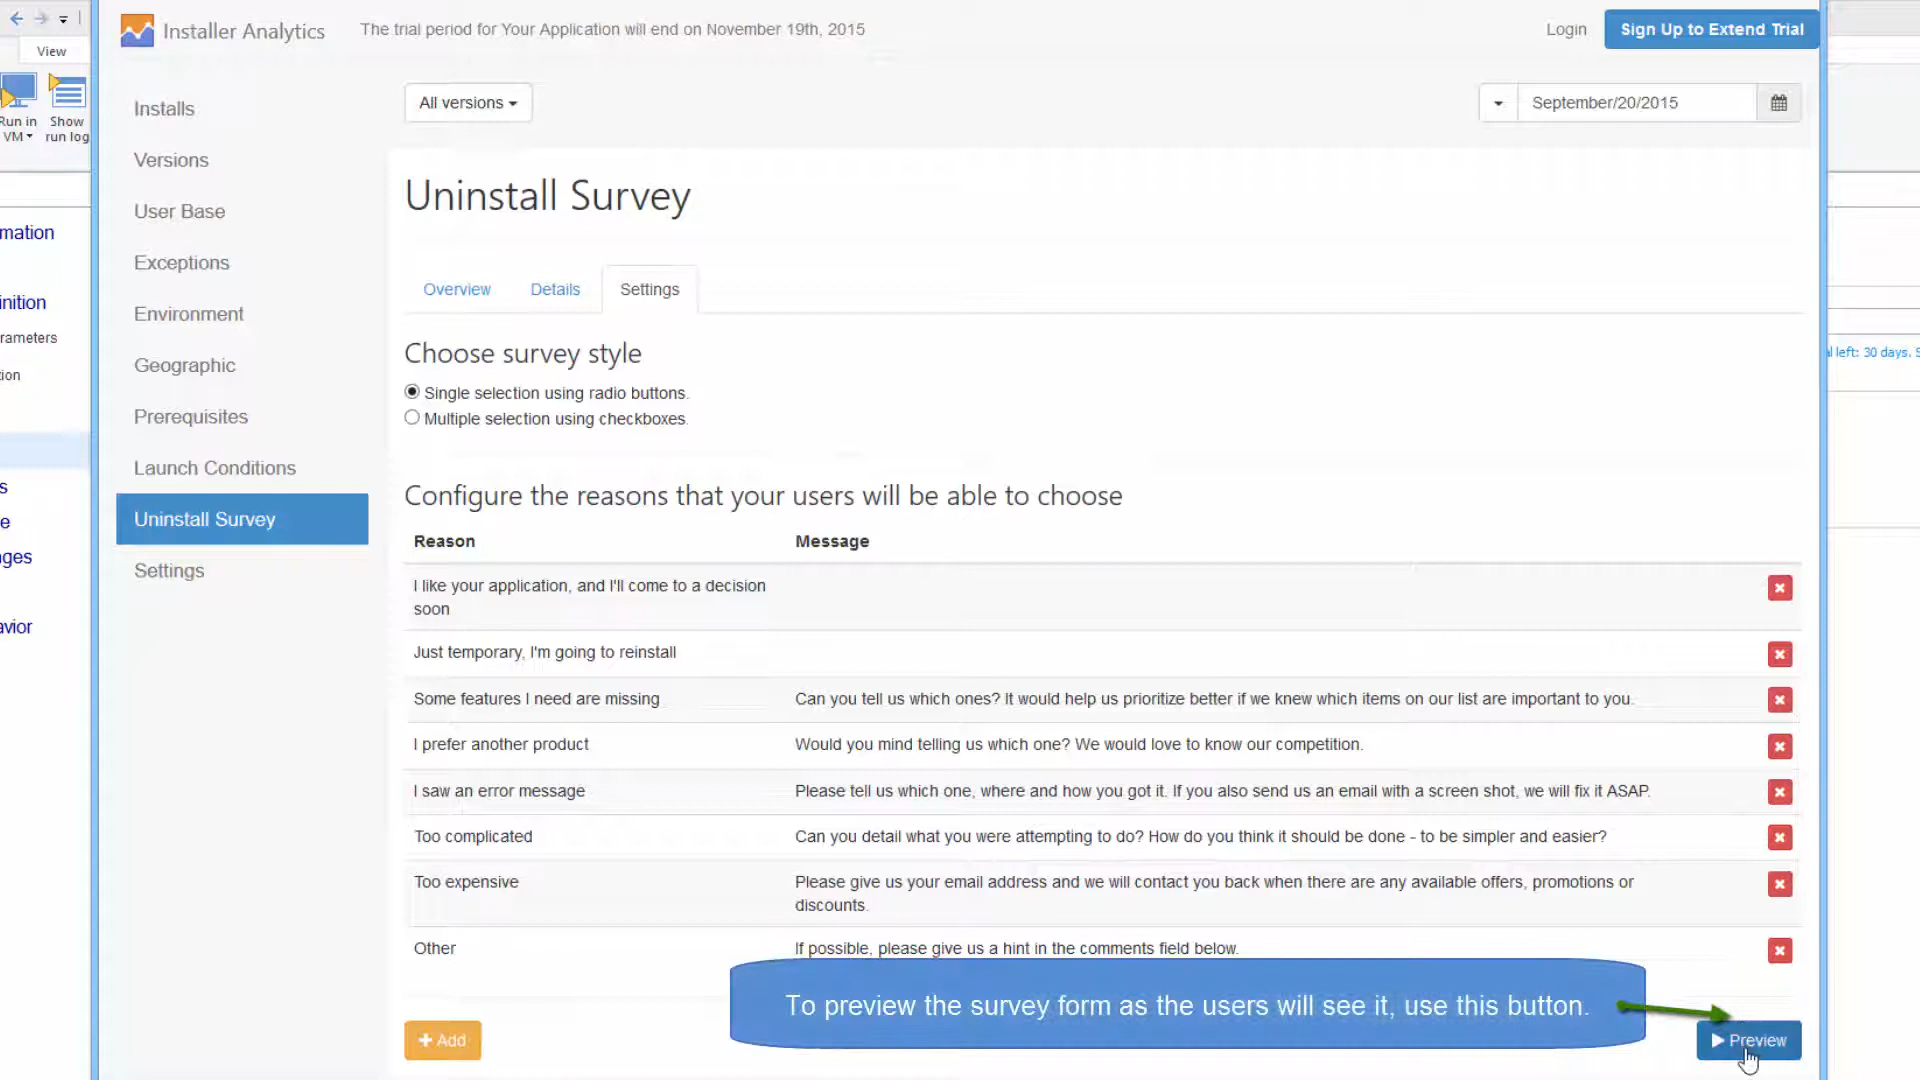 Installer Analytics
The trial period for Your Application will end on November 19th, 2015
Login
Sign Up to Extend Trial
View
Run in
VM
Show
run log
mation
inition
rameters
tion
s
e
ges
avior
Installs
Versions
User Base
Exceptions
Environment
Geographic
Prerequisites
Launch Conditions
Uninstall Survey
Settings
All versions
September/20/2015
Uninstall Survey
Overview
Details
Settings
Choose survey style
Single selection using radio buttons.
Multiple selection using checkboxes.
Configure the reasons that your users will be able to choose
Reason
Message
I like your application, and I'll come to a decision
soon
Just temporary, I'm going to reinstall
Some features I need are missing
Can you tell us which ones? It would help us prioritize better if we knew which items on our list are important to you.
I prefer another product
Would you mind telling us which one? We would love to know our competition.
I saw an error message
Please tell us which one, where and how you got it. If you also send us an email with a screen shot, we will fix it ASAP.
Too complicated
Can you detail what you were attempting to do? How do you think it should be done - to be simpler and easier?
Too expensive
Please give us your email address and we will contact you back when there are any available offers, promotions or
discounts.
Other
If possible, please give us a hint in the comments field below.
To preview the survey form as the users will see it, use this button.
Add
Preview
left: 30 days.